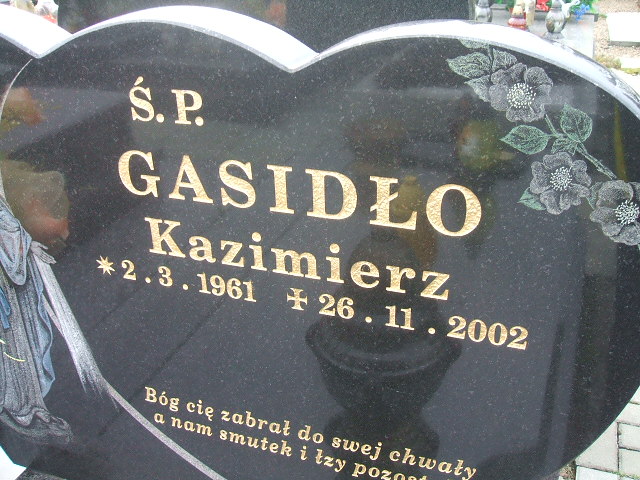 Ś.P.
GASIDŁO
Kazimierz
✶2.3.1961 ✝26.11.2002
Bóg cię zabrał do swej chwały
a nam smutek i łzy